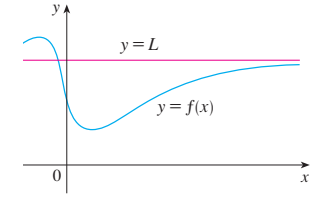 y
y = L
y = f(x)
0
x